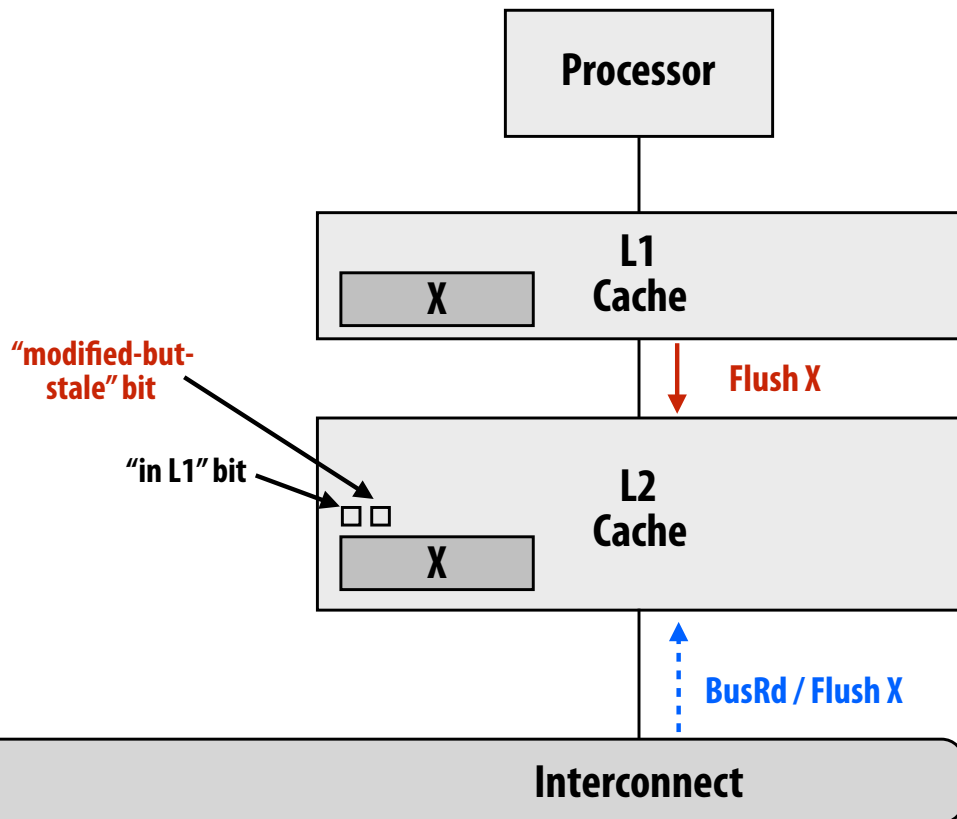 Processor
L1
Cache
X
“modified-but-
stale” bit
Flush X
“in L1” bit
L2
Cache
X
BusRd / Flush X
Interconnect